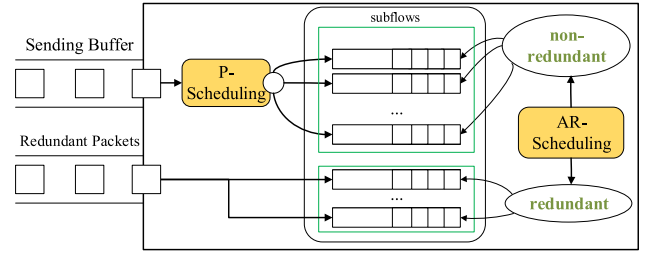 subflows
Sending Buffer
P-
Scheduling
non-
redundant
...
AR-
Scheduling
Redundant Packets
...
redundant